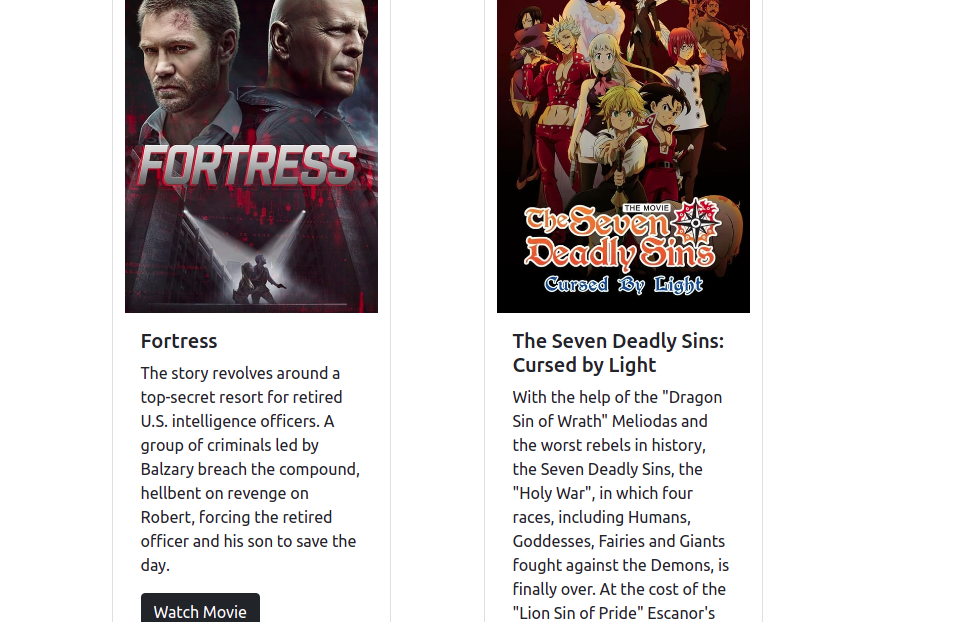 FORTRESS
Fortress
The story revolves around a
top-secret resort for retired
U.S. intelligence officers. A
group of criminals led by
Balzary breach the compound,
hellbent on revenge on
Robert, forcing the retired
officer and his son to save the
day.
Watch Movie
THE MOVIE
The Seven
Deadly Sins
Cursed By Light
The Seven Deadly Sins:
Cursed by Light
With the help of the "Dragon
Sin of Wrath" Meliodas and
the worst rebels in history,
the Seven Deadly Sins, the
"Holy War", in which four
races, including Humans,
Goddesses, Fairies and Giants
fought against the Demons, is
finally over. At the cost of the
"Lion Sin of Pride" Escanor's